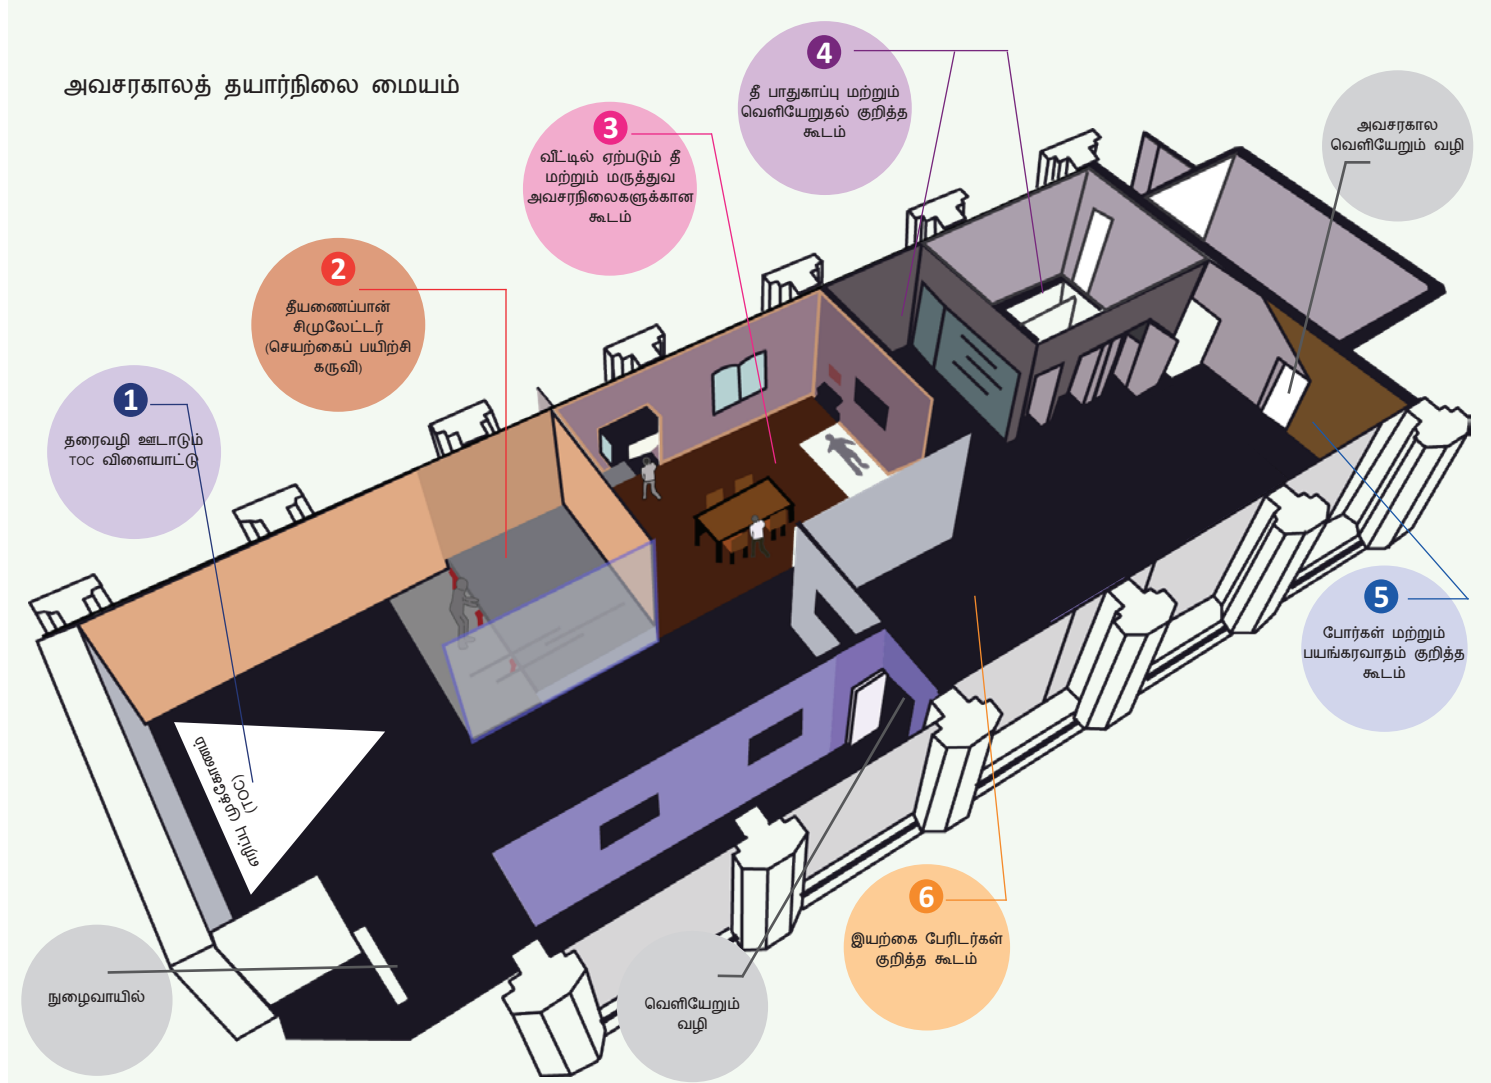 அவசரகாலத் தயார்நிலை மையம்
1
தரைவழி ஊடாடும்
TOC விளையாட்டு
2
தீயணைப்பான்
சிமுலேட்டர்
(செயற்கைப் பயிற்சி
கருவி)
3
வீட்டில் ஏற்படும் தீ
மற்றும் மருத்துவ
அவசரநிலைகளுக்கான
கூடம்
4
தீ பாதுகாப்பு மற்றும்
வெளியேறுதல் குறித்த
கூடம்
அவசரகால
வெளியேறும் வழி
5
போர்கள் மற்றும்
பயங்கரவாதம் குறித்த
கூடம்
6
இயற்கை பேரிடர்கள்
குறித்த கூடம்
வெளியேறும்
வழி
நுழைவாயில்
எரிப்பு முக்கோணம்
(TOC)